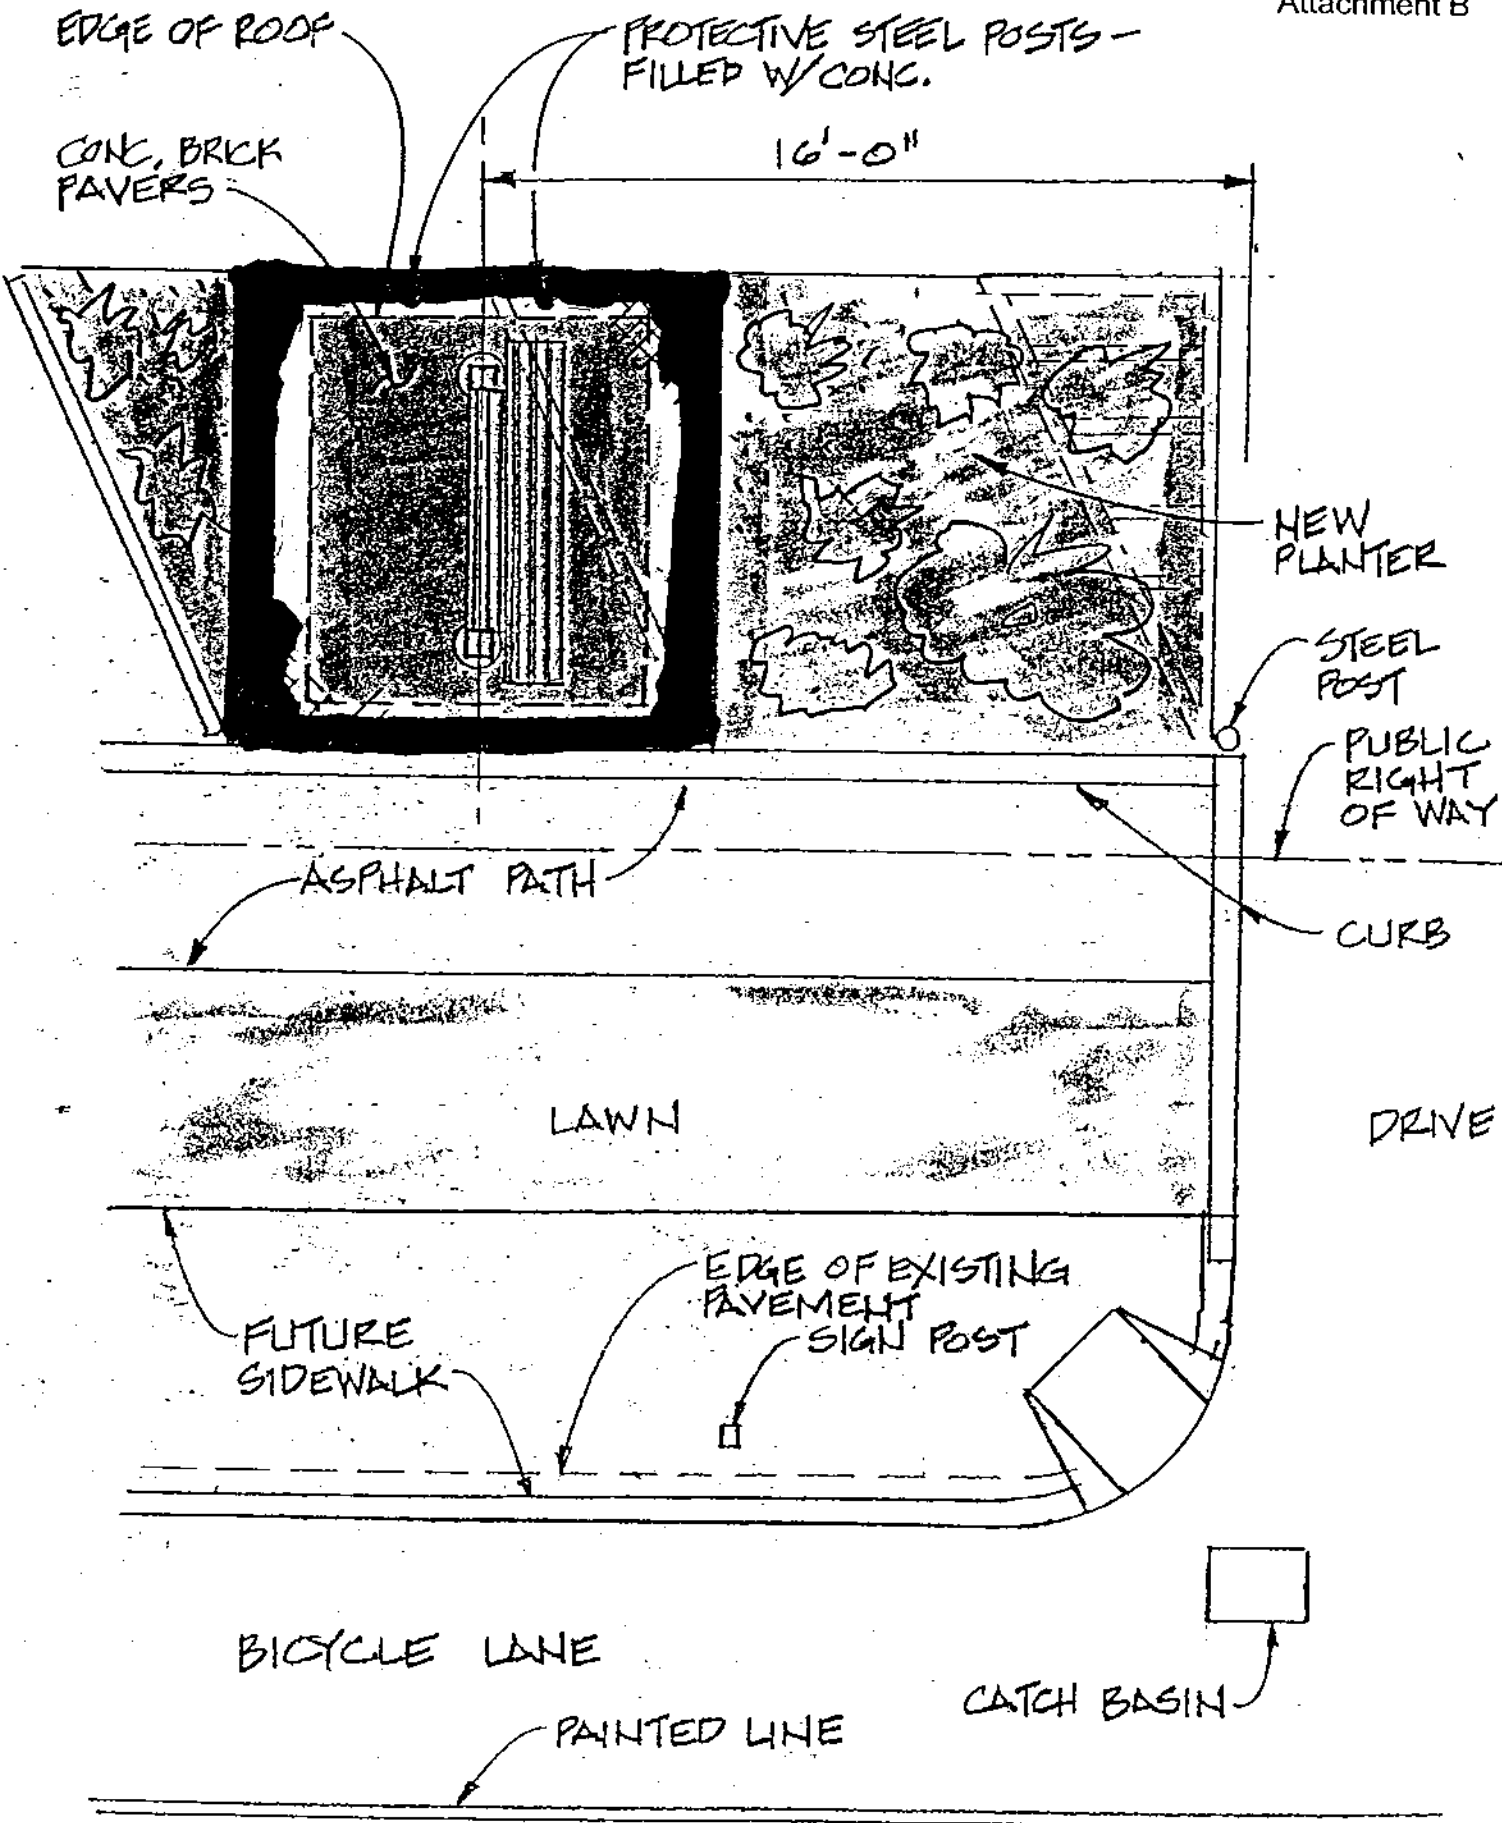 Attachment B
EDGE OF ROOF
PROTECTIVE STEEL POSTS –
FILLED W/CONC.
CONC. BRICK
PAVERS
16'-0"
NEW
PLANTER
STEEL
POST
PUBLIC
RIGHT
OF WAY
ASPHALT PATH
CURB
LAWN
DRIVE
EDGE OF EXISTING
PAVEMENT
SIGN POST
FUTURE
SIDEWALK
BICYCLE LANE
CATCH BASIN
PAINTED LINE